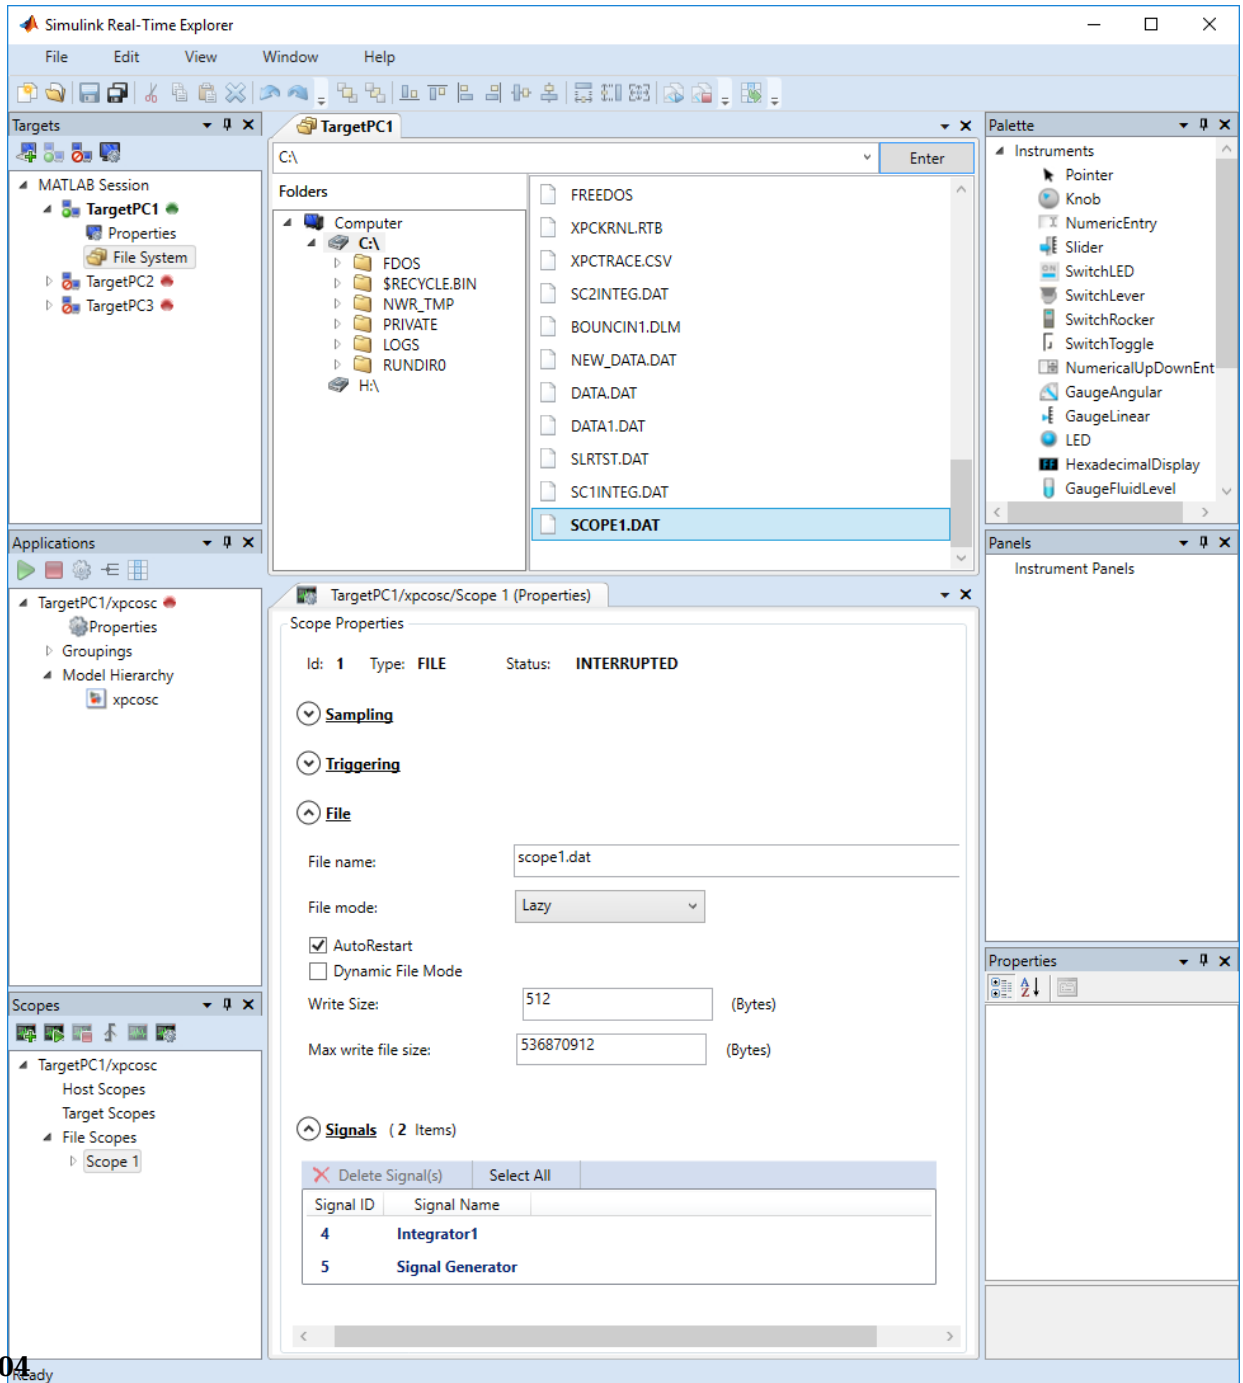 Simulink Real-Time Explorer
File Edit View Window Help
Targets
MATLAB Session
TargetPC1
Properties
File System
TargetPC2
TargetPC3
TargetPC1
C:\
Enter
Folders
Computer
C:\
FDOS
$RECYCLE.BIN
NWR_TMP
PRIVATE
LOGS
RUNDIR0
H:\
FREEDOS
XPCKRNL.RTB
XPCTRACE.CSV
SC2INTEG.DAT
BOUNCIN1.DLM
NEW_DATA.DAT
DATA.DAT
DATA1.DAT
SLRTST.DAT
SC1INTEG.DAT
SCOPE1.DAT
Palette
Instruments
Pointer
Knob
NumericEntry
Slider
SwitchLED
SwitchLever
SwitchRocker
SwitchToggle
NumericalUpDownEnt
GaugeAngular
GaugeLinear
LED
HexadecimalDisplay
GaugeFluidLevel
Applications
TargetPC1/xpcosc
Properties
Groupings
Model Hierarchy
xpcosc
TargetPC1/xpcosc/Scope 1 (Properties)
Scope Properties
Id: 1 Type: FILE Status: INTERRUPTED
Sampling
Triggering
File
File name: scope1.dat
File mode: Lazy
AutoRestart
Dynamic File Mode
Write Size: 512 (Bytes)
Max write file size: 536870912 (Bytes)
Signals ( 2 Items)
Delete Signal(s) Select All
Signal ID Signal Name
4 Integrator1
5 Signal Generator
Panels
Instrument Panels
Properties
Scopes
TargetPC1/xpcosc
Host Scopes
Target Scopes
File Scopes
Scope 1
04
Ready